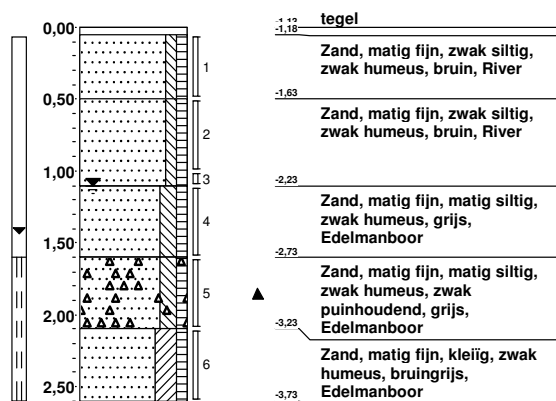 0,00
0,50
1,00
1,50
2,00
2,50
1
2
3
4
5
6
-1,13
tegel
-1,18
Zand, matig fijn, zwak siltig,
zwak humeus, bruin, River
-1,63
Zand, matig fijn, zwak siltig,
zwak humeus, bruin, River
-2,23
Zand, matig fijn, matig siltig,
zwak humeus, grijs,
Edelmanboor
-2,73
Zand, matig fijn, matig siltig,
zwak humeus, zwak
puinhoudend, grijs,
Edelmanboor
-3,23
Zand, matig fijn, kleiïg, zwak
humeus, bruingrijs,
Edelmanboor
-3,73